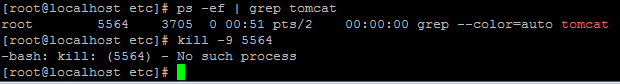 [root@localhost etc]# ps -ef | grep tomcat
root      5564  3705  0 00:51 pts/2    00:00:00 grep --color=auto tomcat
[root@localhost etc]# kill -9 5564
-bash: kill: (5564) - No such process
[root@localhost etc]#